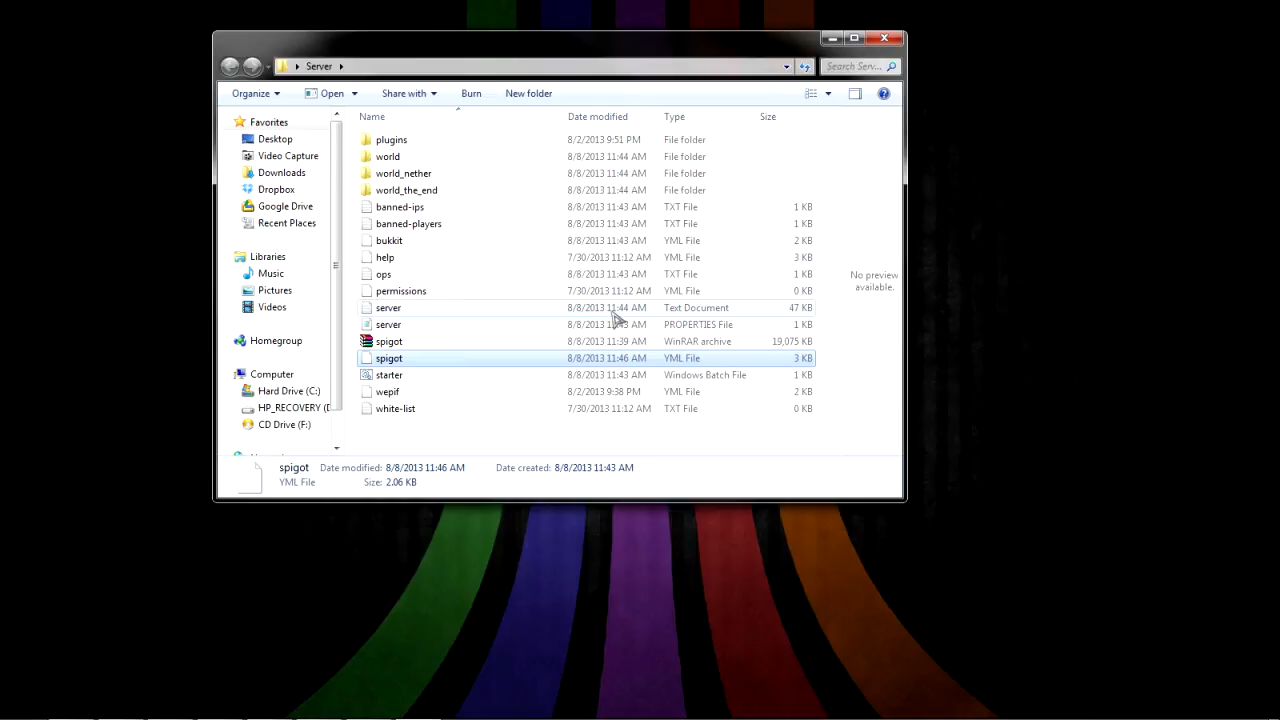 Server
Search Serv...
Organize Open Share with Burn New folder
Name Date modified Type Size
Favorites
Desktop
Video Capture
Downloads
Dropbox
Google Drive
Recent Places
Libraries
Music
Pictures
Videos
Homegroup
Computer
Hard Drive (C:)
HP_RECOVERY (D
CD Drive (F:)
plugins 8/2/2013 9:51 PM File folder
world 8/8/2013 11:44 AM File folder
world_nether 8/8/2013 11:44 AM File folder
world_the_end 8/8/2013 11:44 AM File folder
banned-ips 8/8/2013 11:43 AM TXT File 1 KB
banned-players 8/8/2013 11:43 AM TXT File 1 KB
bukkit 8/8/2013 11:43 AM YML File 2 KB
help 7/30/2013 11:12 AM YML File 3 KB
ops 8/8/2013 11:43 AM TXT File 1 KB
permissions 7/30/2013 11:12 AM YML File 0 KB
server 8/8/2013 11:44 AM Text Document 47 KB
server 8/8/2013 AM PROPERTIES File 1 KB
spigot 8/8/2013 11:39 AM WinRAR archive 19,075 KB
spigot 8/8/2013 11:46 AM YML File 3 KB
starter 8/8/2013 11:43 AM Windows Batch File 1 KB
wepif 8/2/2013 9:38 PM YML File 2 KB
white-list 7/30/2013 11:12 AM TXT File 0 KB
No preview
available.
spigot Date modified: 8/8/2013 11:46 AM Date created: 8/8/2013 11:43 AM
YML File Size: 2.06 KB